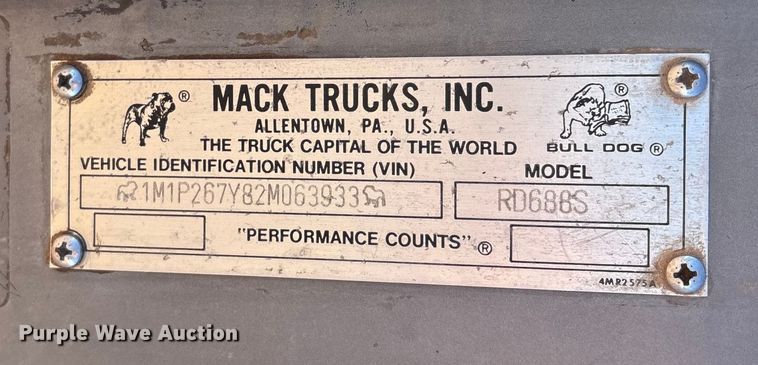 ® MACK TRUCKS, INC. ®
ALLENTOWN, PA., U.S.A.
THE TRUCK CAPITAL OF THE WORLD BULL DOG ®
VEHICLE IDENTIFICATION NUMBER (VIN) MODEL
1M1P267Y82M063933 RD688S
"PERFORMANCE COUNTS" ®
4MR2575A
Purple Wave Auction